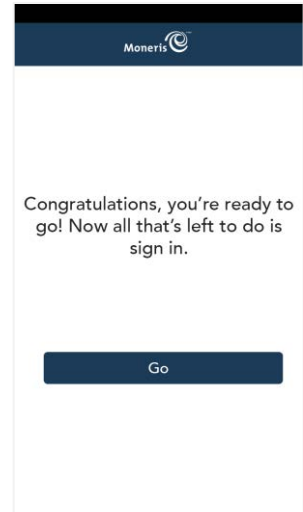 Moneris
Congratulations, you're ready to
go! Now all that's left to do is
sign in.
Go